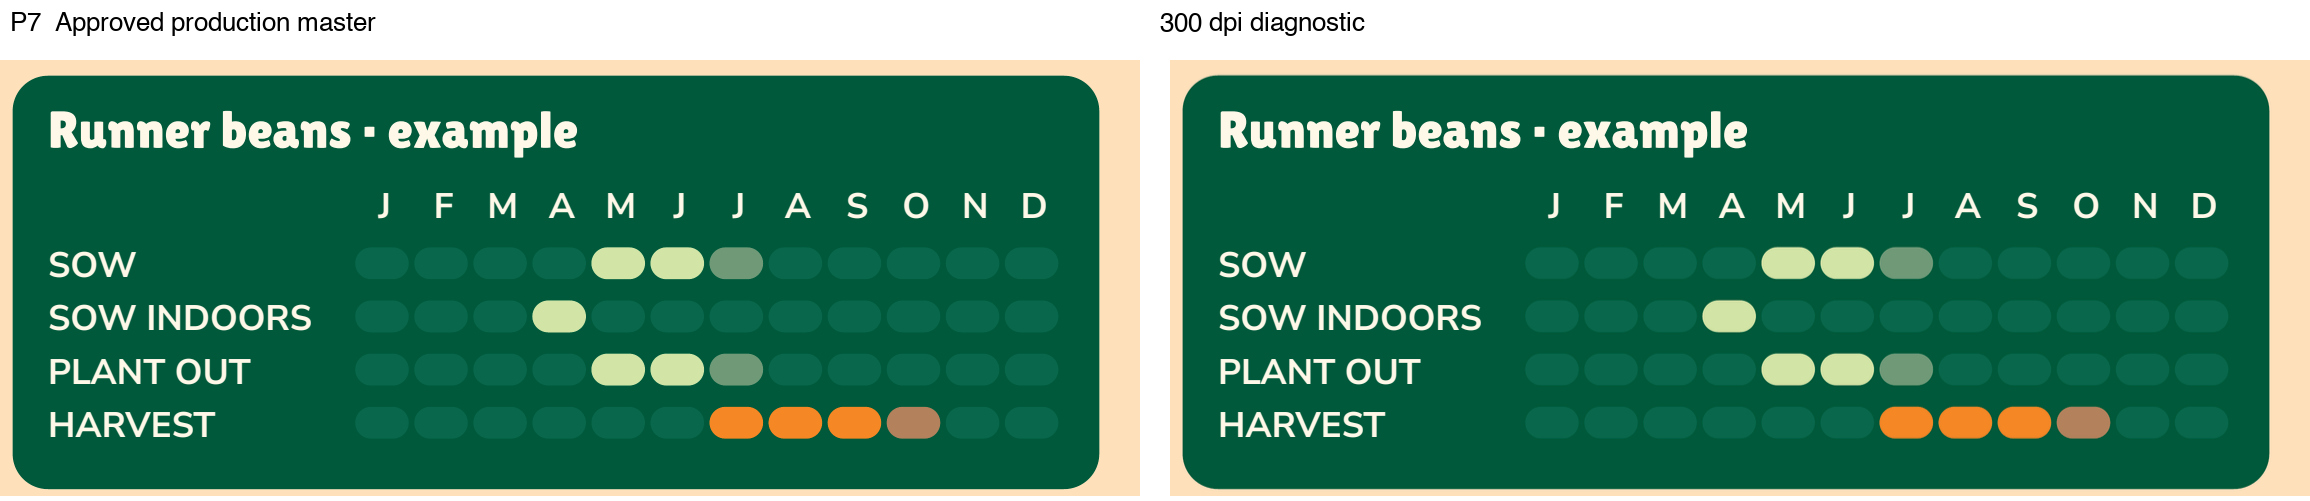 P7 Approved production master
300 dpi diagnostic
Runner beans · example
J F M A M J J A S O N D
SOW
SOW INDOORS
PLANT OUT
HARVEST
Runner beans · example
J F M A M J J A S O N D
SOW
SOW INDOORS
PLANT OUT
HARVEST